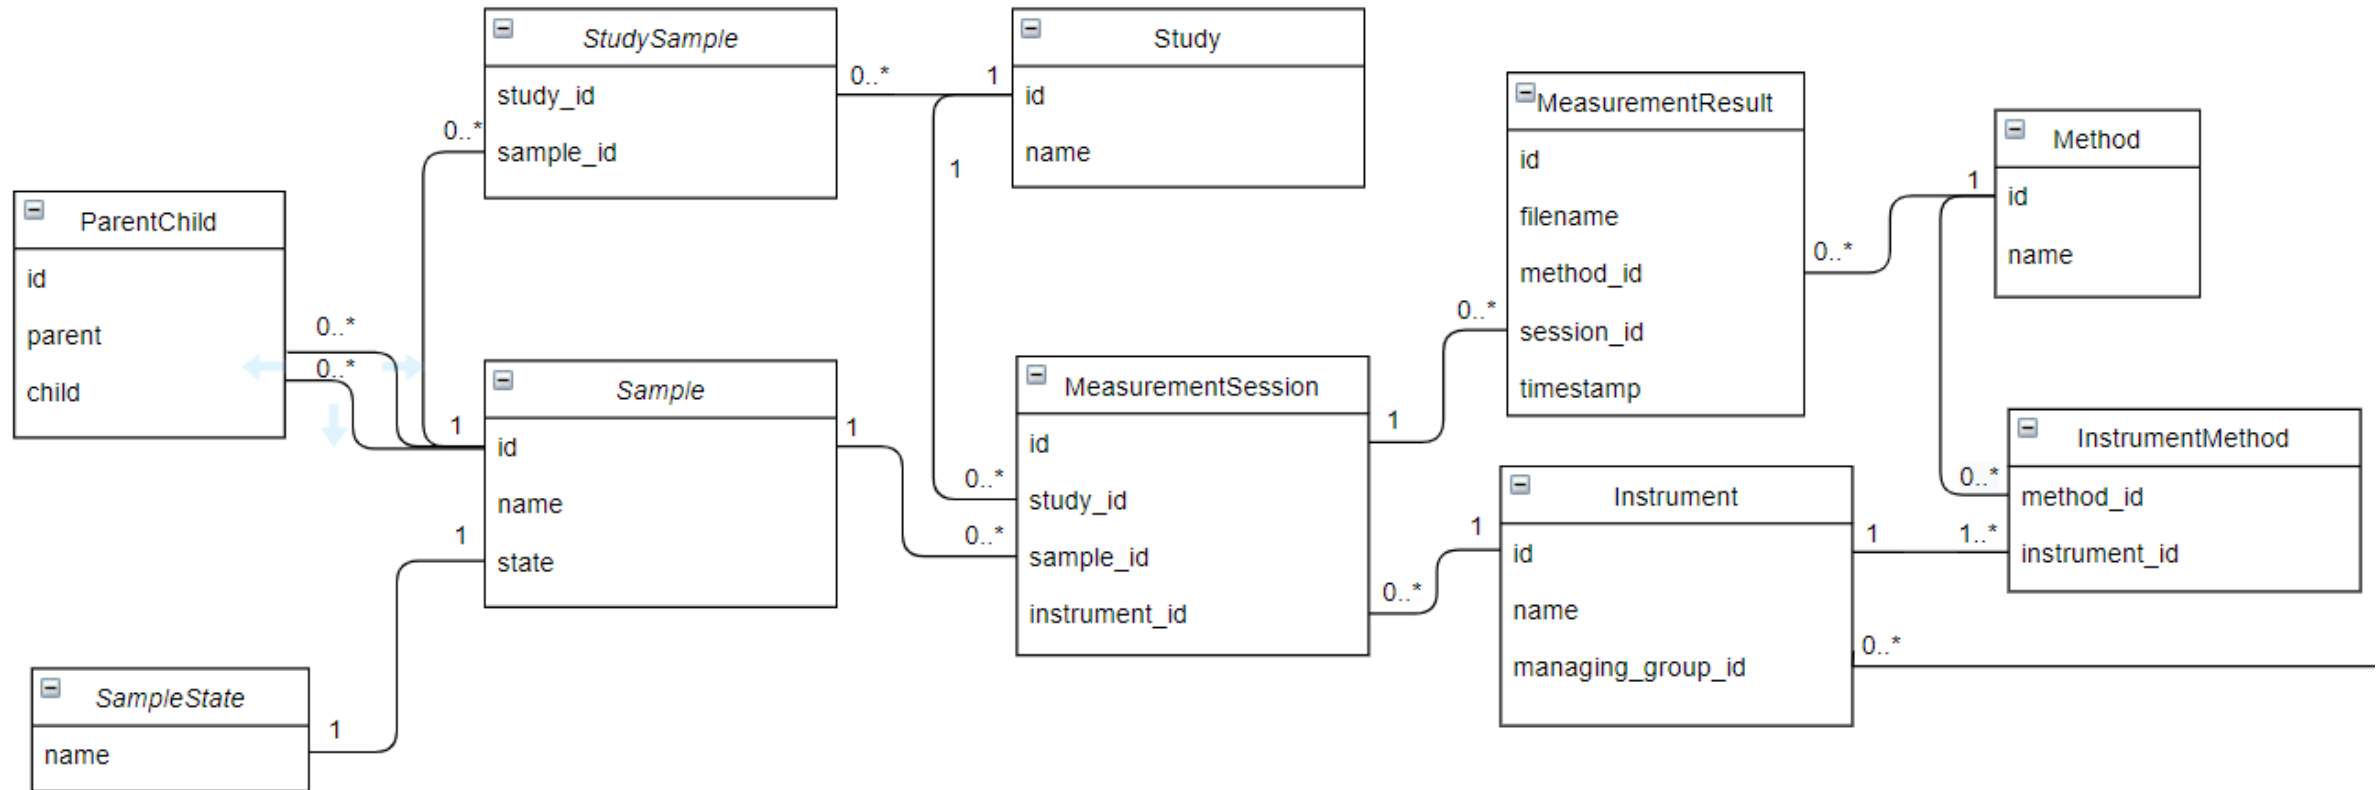 StudySample
study_id
sample_id
0..*
0..*
1
Study
id
name
1
MeasurementResult
id
filename
method_id
session_id
timestamp
0..*
0..*
1
Method
id
name
ParentChild
id
parent
child
0..*
0..*
1
Sample
id
name
state
1
1
0..*
0..*
MeasurementSession
id
study_id
sample_id
instrument_id
1
0..*
1
Instrument
id
name
managing_group_id
1
1..*
0..*
0..*
InstrumentMethod
method_id
instrument_id
SampleState
name
1